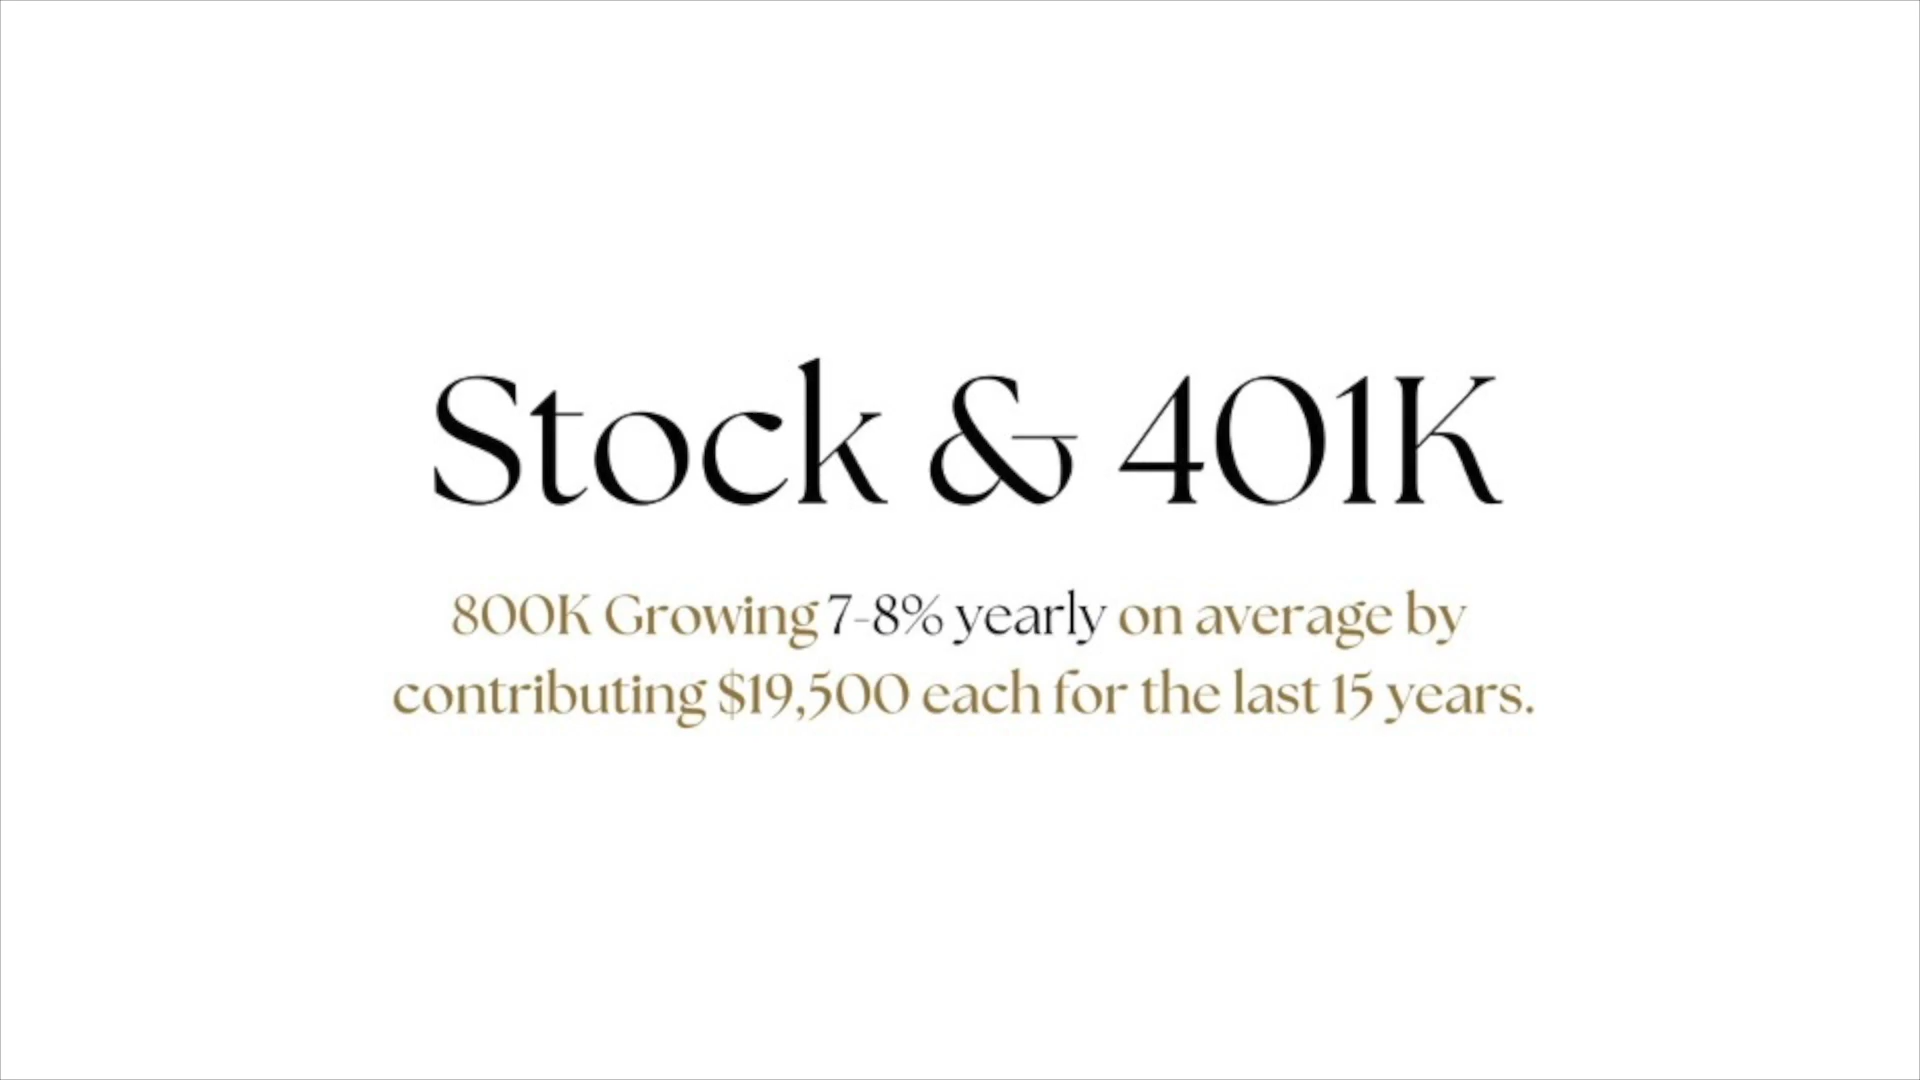 Stock & 401K
800K Growing 7-8% yearly on average by
contributing $19,500 each for the last 15 years.